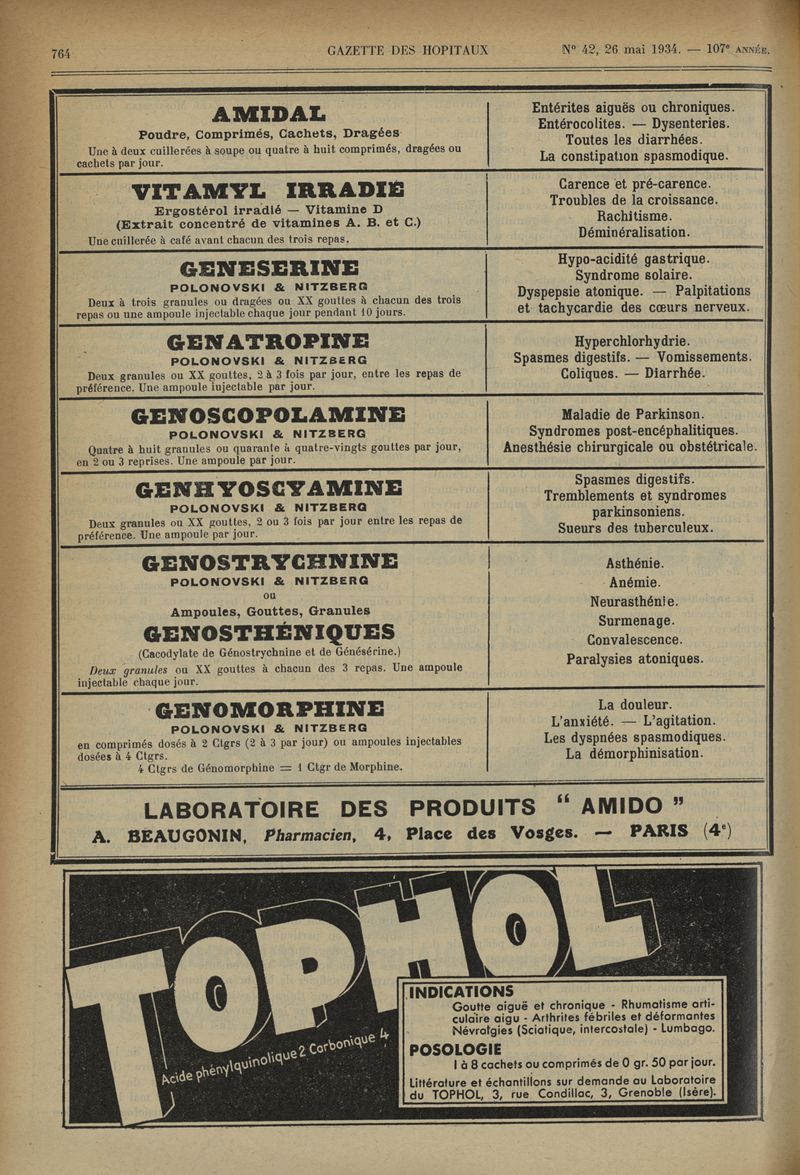 764
GAZETTE DES HOPITAUX
N° 42, 26 mai 1934. — 107e ANNÉE.
AMIDAL
Poudre, Comprimés, Cachets, Dragées
Une à deux cuillerées à soupe ou quatre à huit comprimés, dragées ou
cachets par jour.
Entérites aiguës ou chroniques.
Entérocolites. — Dysenteries.
Toutes les diarrhées.
La constipation spasmodique.
VITAMYL IRRADIÉ
Ergostérol irradié — Vitamine D
(Extrait concentré de vitamines A. B. et C.)
Une cuillerée à café avant chacun des trois repas.
Carence et pré-carence.
Troubles de la croissance.
Rachitisme.
Déminéralisation.
GENESERINE
POLONOVSKI & NITZBERG
Deux à trois granules ou dragées ou XX gouttes à chacun des trois
repas ou une ampoule injectable chaque jour pendant 10 jours.
Hypo-acidité gastrique.
Syndrome solaire.
Dyspepsie atonique. — Palpitations
et tachycardie des cœurs nerveux.
GENATROPINE
POLONOVSKI & NITZBERG
Deux granules ou XX gouttes, 2 à 3 fois par jour, entre les repas de
préférence. Une ampoule injectable par jour.
Hyperchlorhydrie.
Spasmes digestifs. — Vomissements.
Coliques. — Diarrhée.
GENOSCOPOLAMINE
POLONOVSKI & NITZBERG
Quatre à huit granules ou quarante à quatre-vingts gouttes par jour,
en 2 ou 3 reprises. Une ampoule par jour.
Maladie de Parkinson.
Syndromes post-encéphalitiques.
Anesthésie chirurgicale ou obstétricale.
GENHYOSCYAMINE
POLONOVSKI & NITZBERG
Deux granules ou XX gouttes, 2 ou 3 fois par jour entre les repas de
préférence. Une ampoule par jour.
Spasmes digestifs.
Tremblements et syndromes
parkinsoniens.
Sueurs des tuberculeux.
GENOSTRYCHNINE
POLONOVSKI & NITZBERG
ou
Ampoules, Gouttes, Granules
GENOSTHÉNIQUES
(Cacodylate de Génostrychnine et de Génésérine.)
Deux granules ou XX gouttes à chacun des 3 repas. Une ampoule
injectable chaque jour.
Asthénie.
Anémie.
Neurasthénie.
Surmenage.
Convalescence.
Paralysies atoniques.
GENOMORPHINE
POLONOVSKI & NITZBERG
en comprimés dosés à 2 Ctgrs (2 à 3 par jour) ou ampoules injectables
dosées à 4 Ctgrs.
4 Ctgrs de Génomorphine = 1 Ctgr de Morphine.
La douleur.
L'anxiété. — L'agitation.
Les dyspnées spasmodiques.
La démorphinisation.
LABORATOIRE DES PRODUITS “ AMIDO ”
A. BEAUGONIN, Pharmacien, 4, Place des Vosges. — PARIS (4e)
TOPHOL
Acide phénylquinolique 2 Carbonique 4
INDICATIONS
Goutte aiguë et chronique - Rhumatisme arti-
culaire aigu - Arthrites fébriles et déformantes
Névralgies (Sciatique, intercostale) - Lumbago.
POSOLOGIE
1 à 8 cachets ou comprimés de 0 gr. 50 par jour.
Littérature et échantillons sur demande au Laboratoire
du TOPHOL, 3, rue Condillac, 3, Grenoble (Isère).